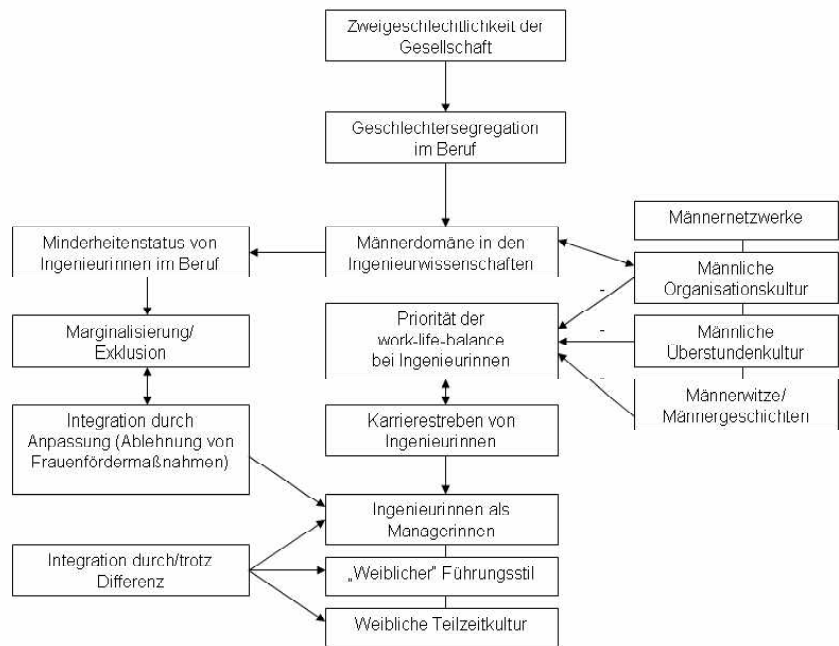 Zweigeschlechtlichkeit der
Gesellschaft
Geschlechtersegregation
im Beruf
Männernetzwerke
Minderheitenstatus von
Ingenieurinnen im Beruf
Männerdomäne in den
Ingenieurwissenschaften
Männliche
Organisationskultur
-
Marginalisierung/
Exklusion
Priorität der
work-life-balance
bei Ingenieurinnen
-
Männliche
Überstundenkultur
-
Männerwitze/
Männergeschichten
Integration durch
Anpassung (Ablehnung von
Frauenfördermaßnahmen)
Karrierestreben von
Ingenieurinnen
Ingenieurinnen als
Managerinnen
Integration durch/trotz
Differenz
„Weiblicher" Führungsstil
Weibliche Teilzeitkultur